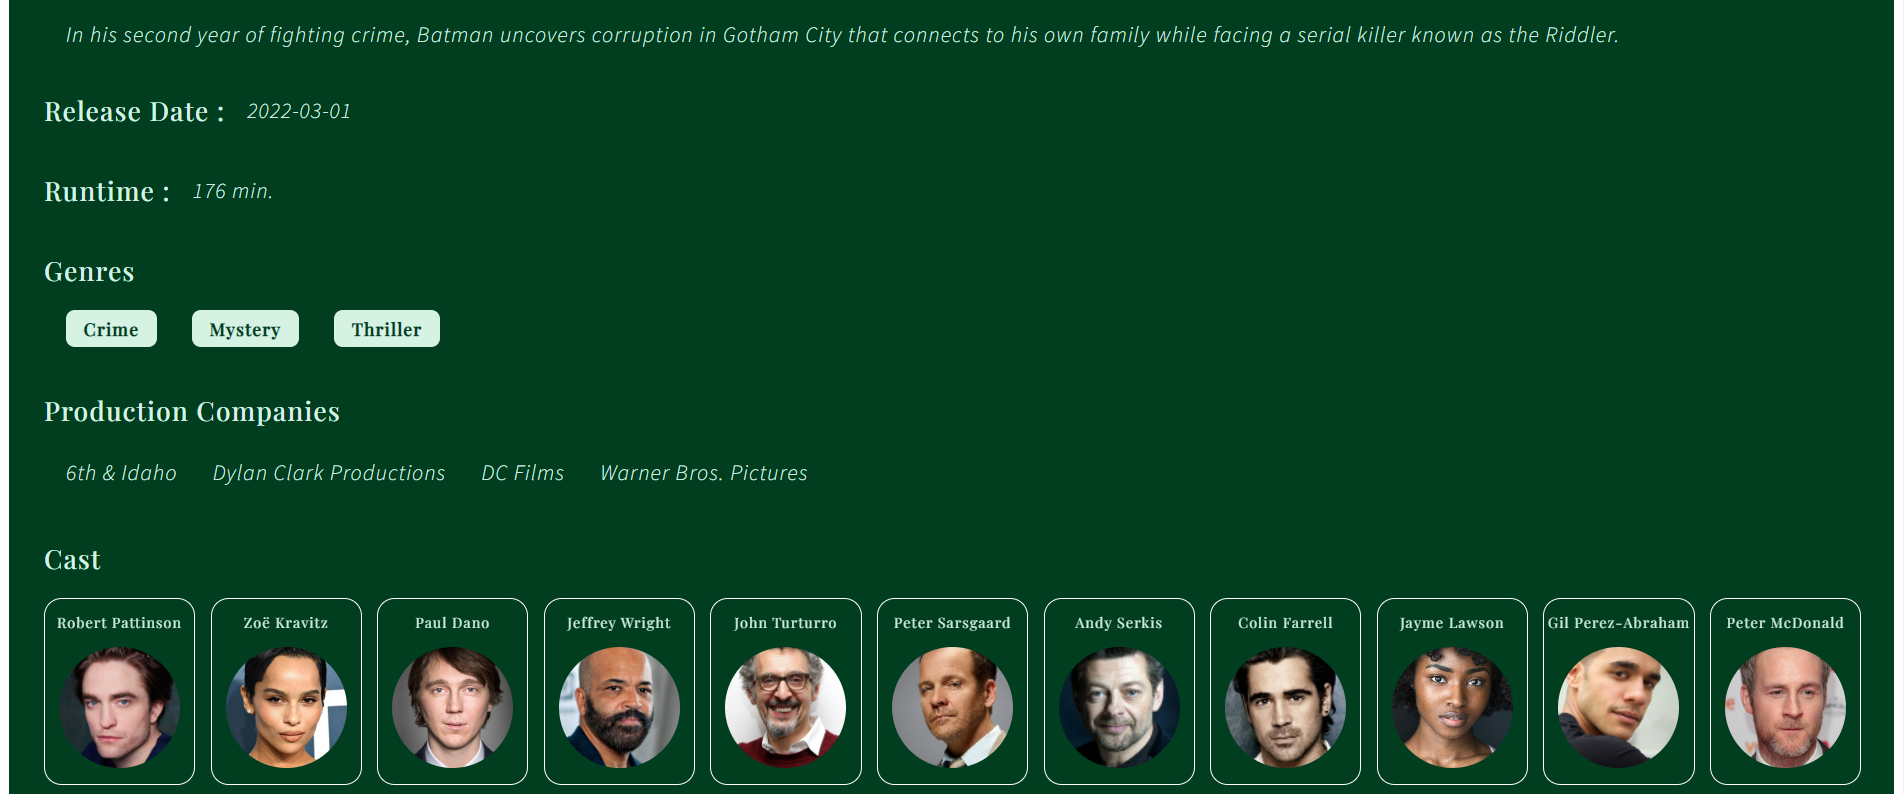 In his second year of fighting crime, Batman uncovers corruption in Gotham City that connects to his own family while facing a serial killer known as the Riddler.
Release Date : 2022-03-01
Runtime : 176 min.
Genres
Crime Mystery Thriller
Production Companies
6th & Idaho Dylan Clark Productions DC Films Warner Bros. Pictures
Cast
Robert Pattinson Zoë Kravitz Paul Dano Jeffrey Wright John Turturro Peter Sarsgaard Andy Serkis Colin Farrell Jayme Lawson Gil Perez-Abraham Peter McDonald